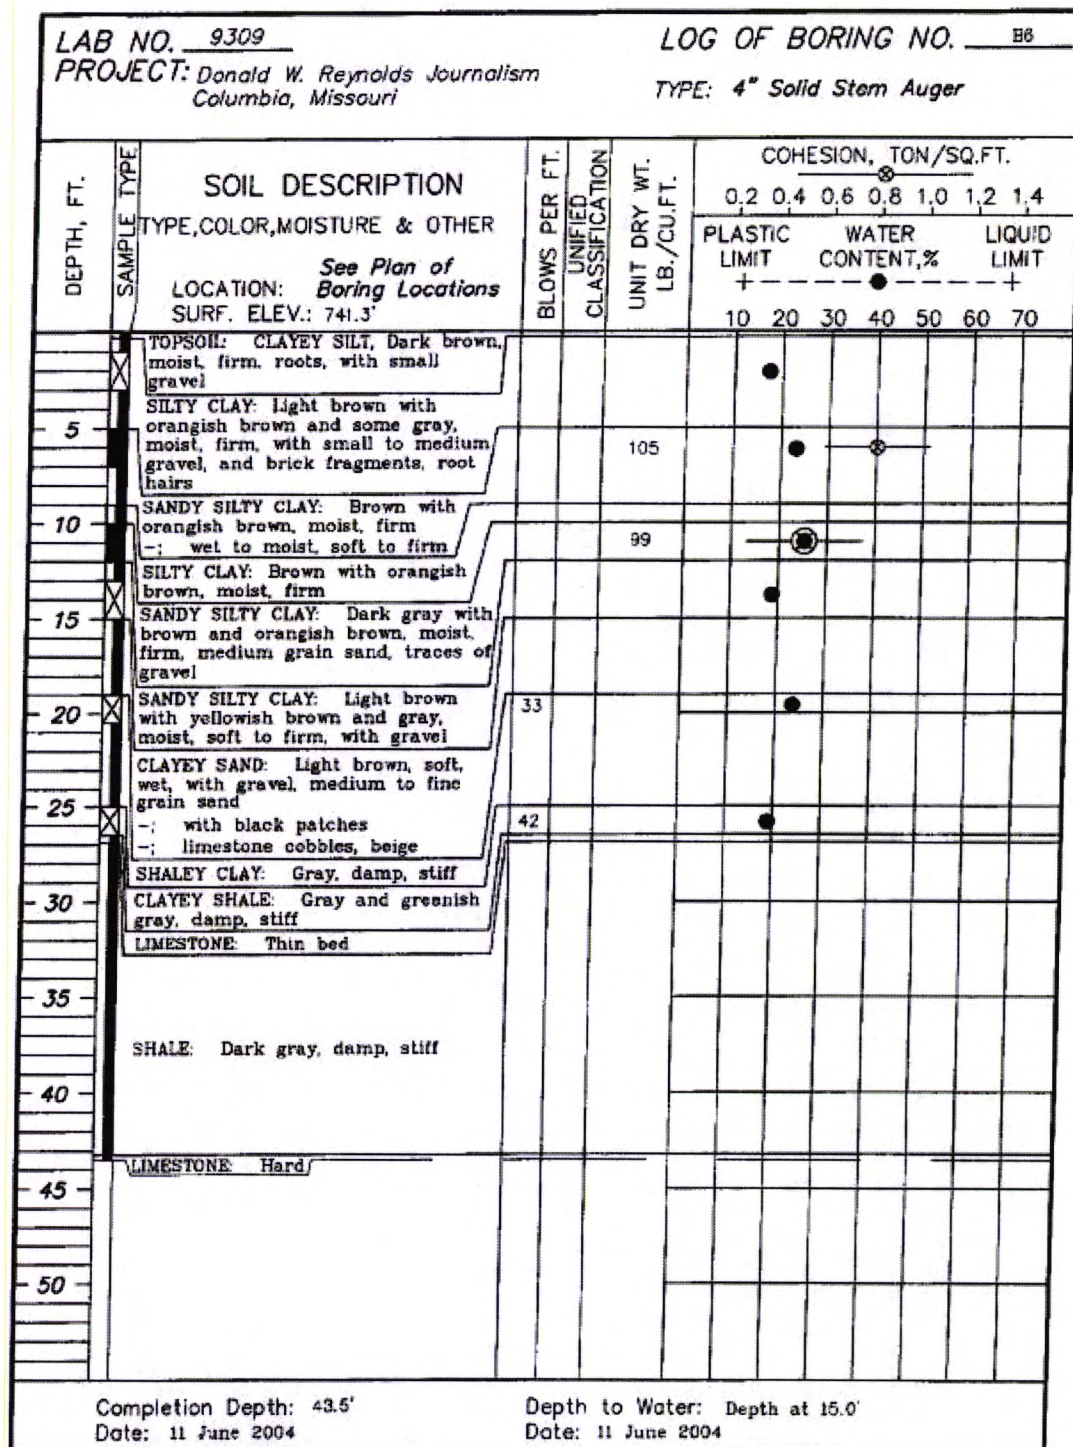 LAB NO. 9309
LOG OF BORING NO. B6
PROJECT: Donald W. Reynolds Journalism
Columbia, Missouri
TYPE: 4" Solid Stem Auger
DEPTH, FT.
SAMPLE TYPE
SOIL DESCRIPTION
TYPE,COLOR,MOISTURE & OTHER
See Plan of
LOCATION: Boring Locations
SURF. ELEV.: 741.3'
BLOWS PER FT.
UNIFIED
CLASSIFICATION
UNIT DRY WT.
LB./CU.FT.
COHESION, TON/SQ.FT.
0.2 0.4 0.6 0.8 1.0 1.2 1.4
PLASTIC WATER LIQUID
LIMIT CONTENT,% LIMIT
10 20 30 40 50 60 70
TOPSOIL: CLAYEY SILT, Dark brown,
moist, firm, roots, with small
gravel
SILTY CLAY: Light brown with
orangish brown and some gray,
5
moist, firm, with small to medium
105
gravel, and brick fragments, root
hairs
SANDY SILTY CLAY: Brown with
10
orangish brown, moist, firm
99
-; wet to moist, soft to firm
SILTY CLAY: Brown with orangish
brown, moist, firm
15
SANDY SILTY CLAY: Dark gray with
brown and orangish brown, moist,
firm, medium grain sand, traces of
gravel
SANDY SILTY CLAY: Light brown
33
20
with yellowish brown and gray,
moist, soft to firm, with gravel
CLAYEY SAND: Light brown, soft,
wet, with gravel, medium to fine
25
grain sand
-; with black patches
42
-; limestone cobbles, beige
SHALEY CLAY: Gray, damp, stiff
30
CLAYEY SHALE: Gray and greenish
gray, damp, stiff
LIMESTONE: Thin bed
35
SHALE: Dark gray, damp, stiff
40
LIMESTONE: Hard
45
50
Completion Depth: 43.5'
Depth to Water: Depth at 15.0'
Date: 11 June 2004
Date: 11 June 2004